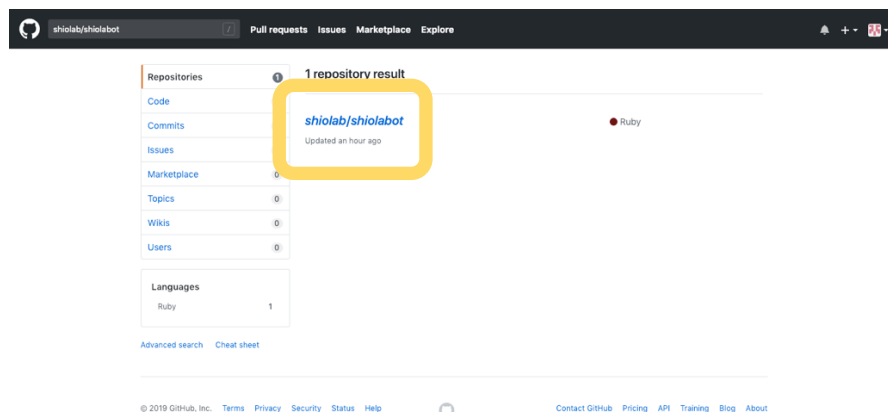 shiolab/shiolabot / Pull requests Issues Marketplace Explore
Repositories 1
Code
Commits
Issues
Marketplace 0
Topics 0
Wikis 0
Users 0
Languages
Ruby 1
Advanced search Cheat sheet
1 repository result
shiolab/shiolabot
Updated an hour ago
Ruby
© 2019 GitHub, Inc. Terms Privacy Security Status Help Contact GitHub Pricing API Training Blog About